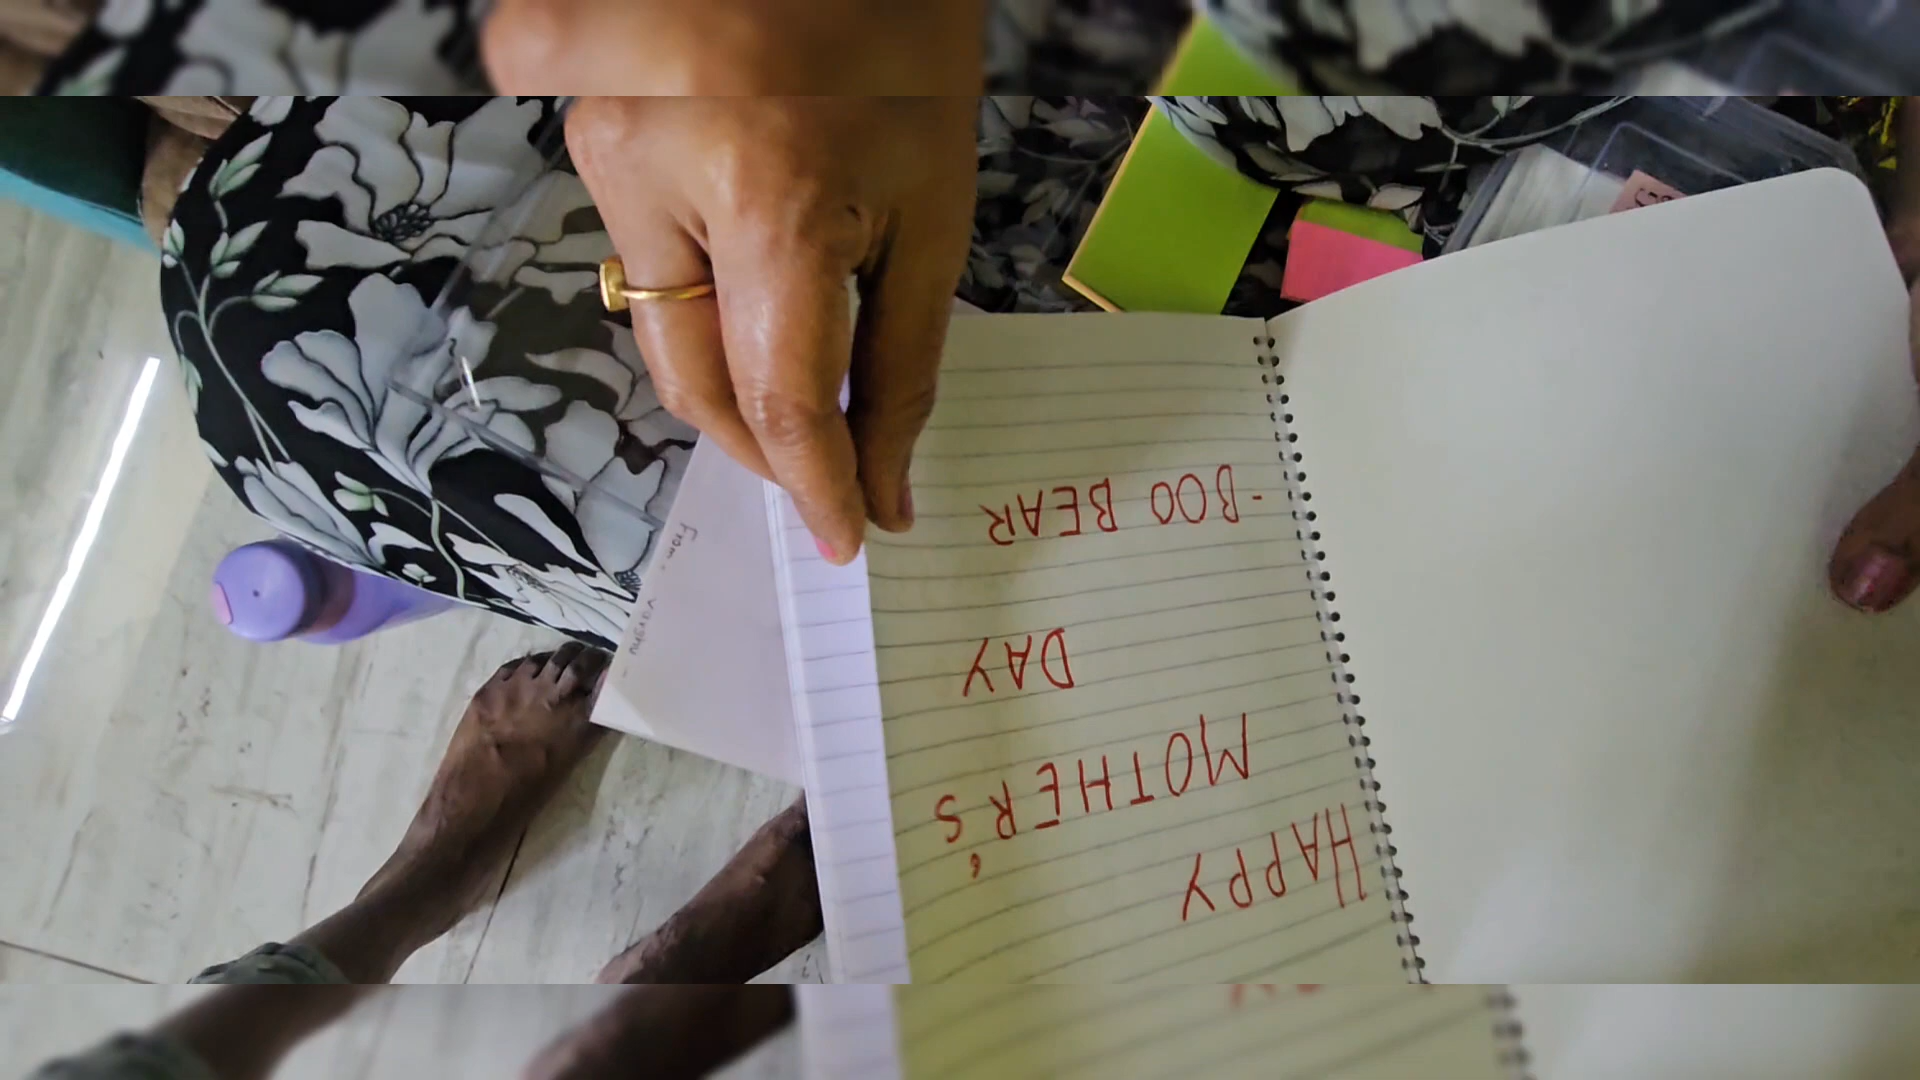 HAPPY
MOTHER'S
DAY
-BOO BEAR
From -